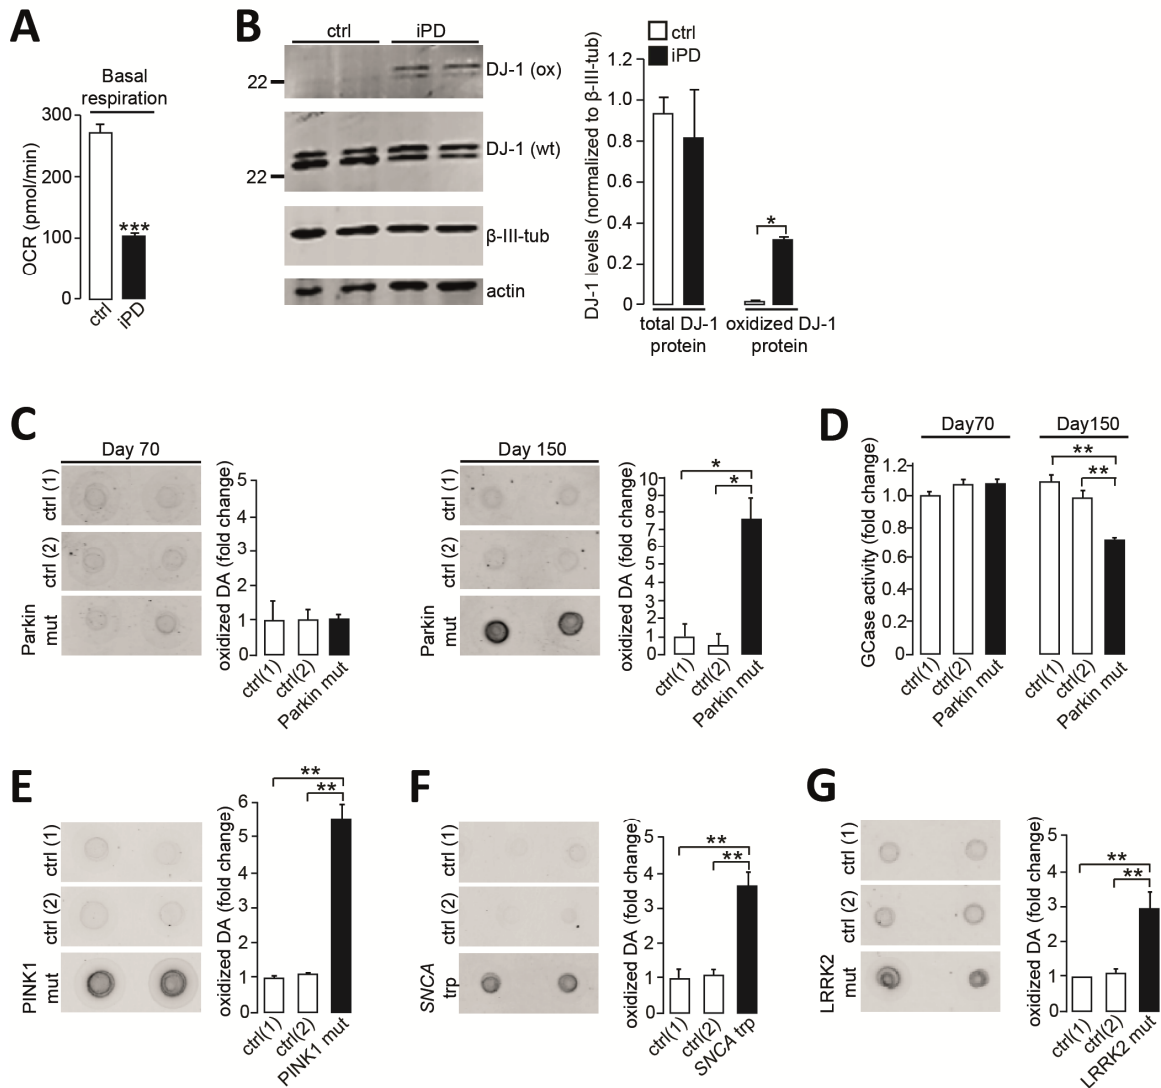 A
Basal
respiration
OCR (pmol/min)
300
200
100
0
***
ctrl
iPD
B
ctrl
iPD
22
DJ-1 (ox)
22
DJ-1 (wt)
β-III-tub
actin
DJ-1 levels (normalized to β-III-tub)
ctrl
iPD
1.2
1.0
0.8
0.6
0.4
0.2
0
*
total DJ-1
protein
oxidized DJ-1
protein
C
Day 70
ctrl (1)
ctrl (2)
Parkin
mut
oxidized DA (fold change)
5
4
3
2
1
0
ctrl(1)
ctrl(2)
Parkin mut
Day 150
ctrl (1)
ctrl (2)
Parkin
mut
oxidized DA (fold change)
10
9
8
7
6
5
4
3
2
1
0
*
*
ctrl(1)
ctrl(2)
Parkin mut
D
Day70
Day150
GCase activity (fold change)
1.2
1.0
0.8
0.6
0.4
0.2
0
**
**
ctrl(1)
ctrl(2)
Parkin mut
ctrl(1)
ctrl(2)
Parkin mut
E
ctrl (1)
ctrl (2)
PINK1
mut
oxidized DA (fold change)
6
5
4
3
2
1
0
**
**
ctrl(1)
ctrl(2)
PINK1 mut
F
ctrl (1)
ctrl (2)
SNCA
trp
oxidized DA (fold change)
5
4
3
2
1
0
**
**
ctrl(1)
ctrl(2)
SNCA trp
G
ctrl (1)
ctrl (2)
LRRK2
mut
oxidized DA (fold change)
5
4
3
2
1
0
**
**
ctrl(1)
ctrl(2)
LRRK2 mut